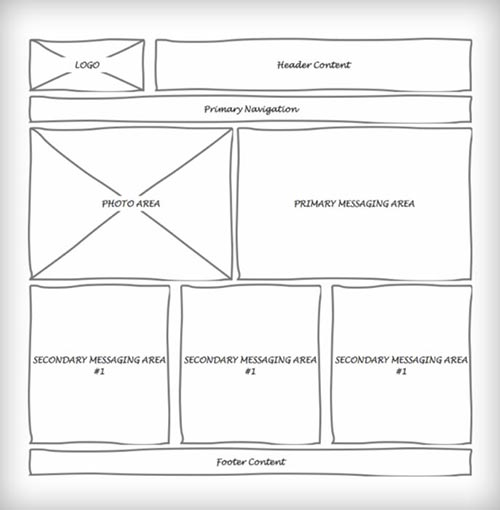 LOGO
Header Content
Primary Navigation
PHOTO AREA
PRIMARY MESSAGING AREA
SECONDARY MESSAGING AREA
#1
SECONDARY MESSAGING AREA
#1
SECONDARY MESSAGING AREA
#1
Footer Content